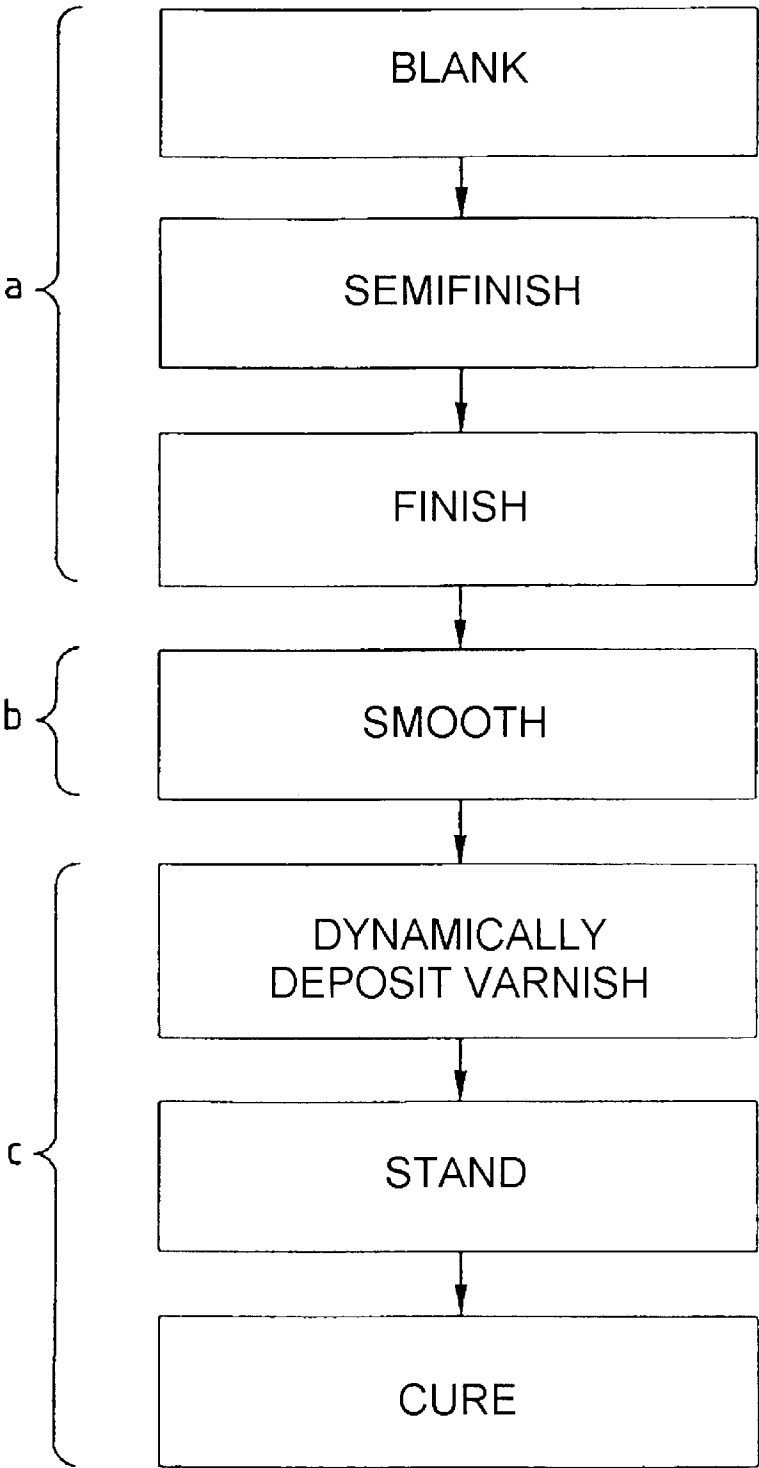 BLANK
a
SEMIFINISH
FINISH
b
SMOOTH
DYNAMICALLY
DEPOSIT VARNISH
c
STAND
CURE